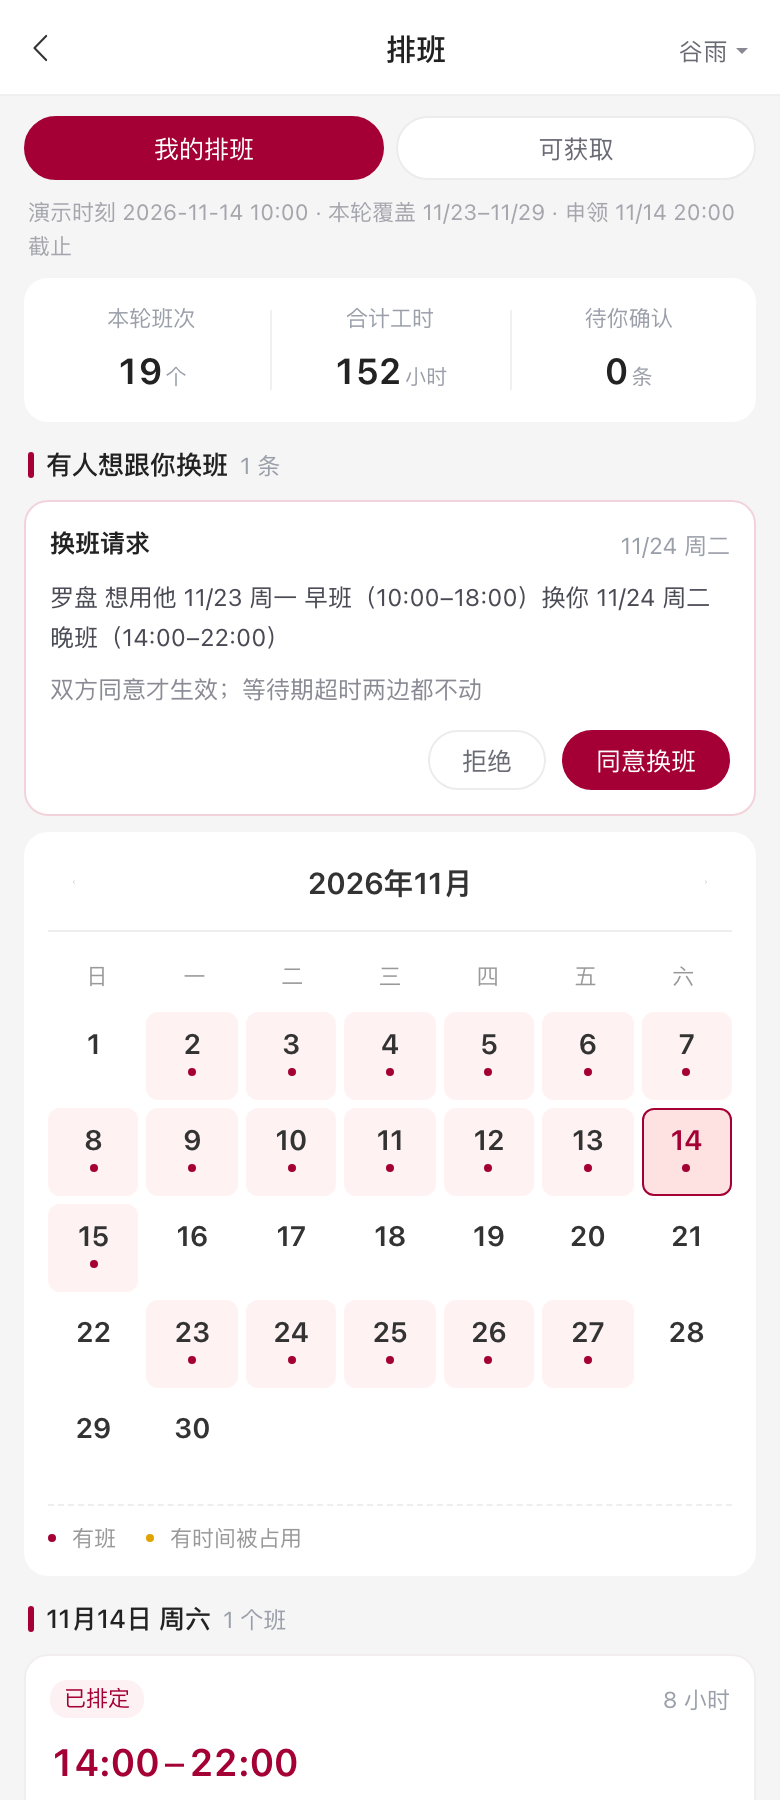 排班
谷雨
我的排班
可获取
演示时刻 2026-11-14 10:00 · 本轮覆盖 11/23–11/29 · 申领 11/14 20:00
截止
本轮班次
合计工时
待你确认
19个
152小时
0条
有人想跟你换班 1 条
换班请求
11/24 周二
罗盘 想用他 11/23 周一 早班（10:00–18:00）换你 11/24 周二
晚班（14:00–22:00）
双方同意才生效；等待期超时两边都不动
拒绝
同意换班
2026年11月
日 一 二 三 四 五 六
1 2 3 4 5 6 7
8 9 10 11 12 13 14
15 16 17 18 19 20 21
22 23 24 25 26 27 28
29 30
有班
有时间被占用
11月14日 周六 1 个班
已排定
8 小时
14:00–22:00